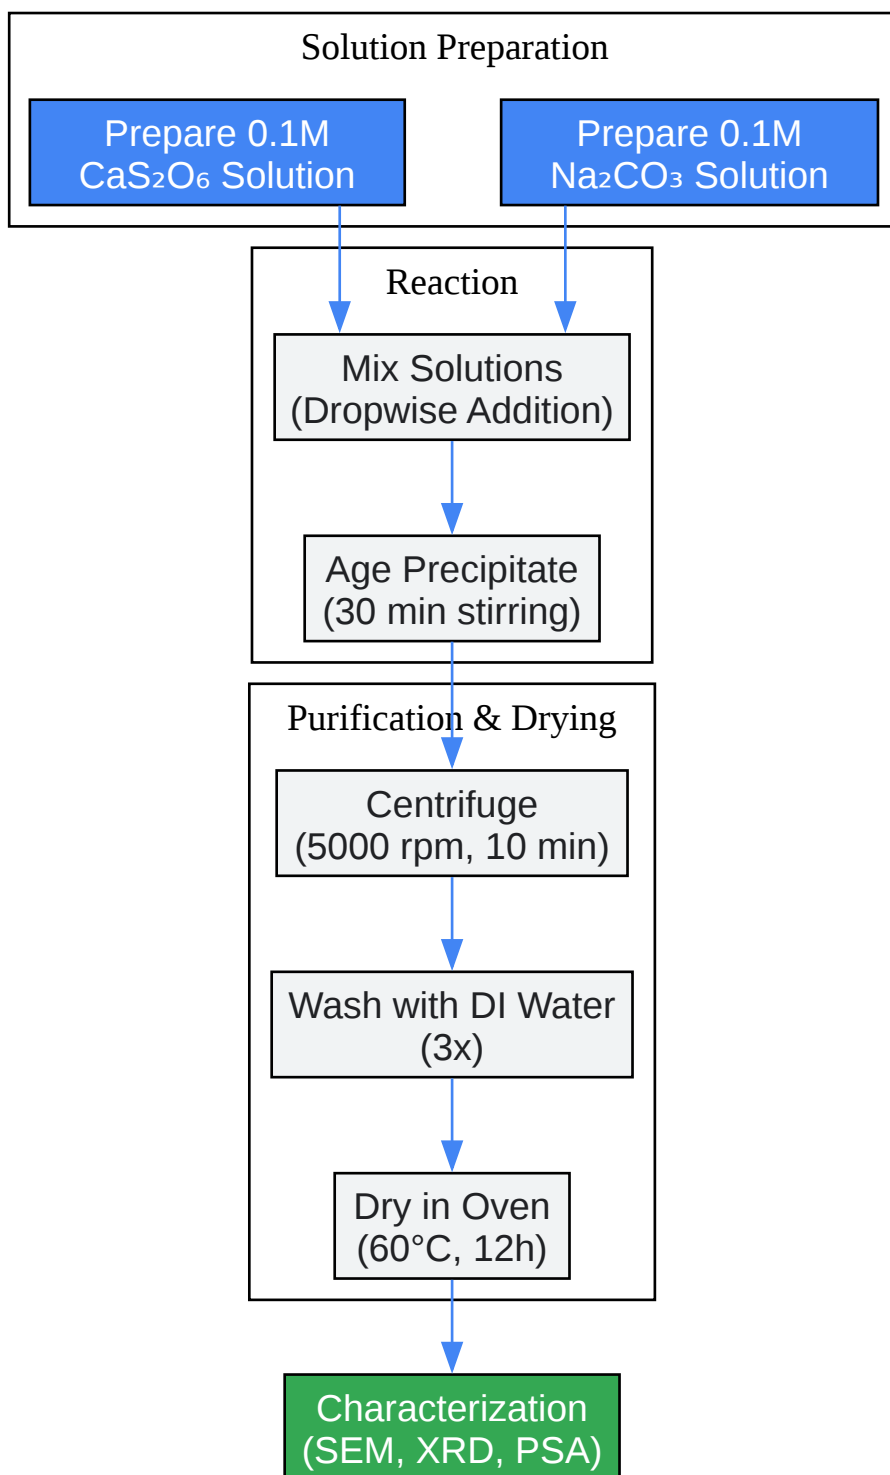 Solution Preparation
Prepare 0.1M
CaS₂O₆ Solution
Prepare 0.1M
Na₂CO₃ Solution
Reaction
Mix Solutions
(Dropwise Addition)
Age Precipitate
(30 min stirring)
Purification & Drying
Centrifuge
(5000 rpm, 10 min)
Wash with DI Water
(3x)
Dry in Oven
(60°C, 12h)
Characterization
(SEM, XRD, PSA)